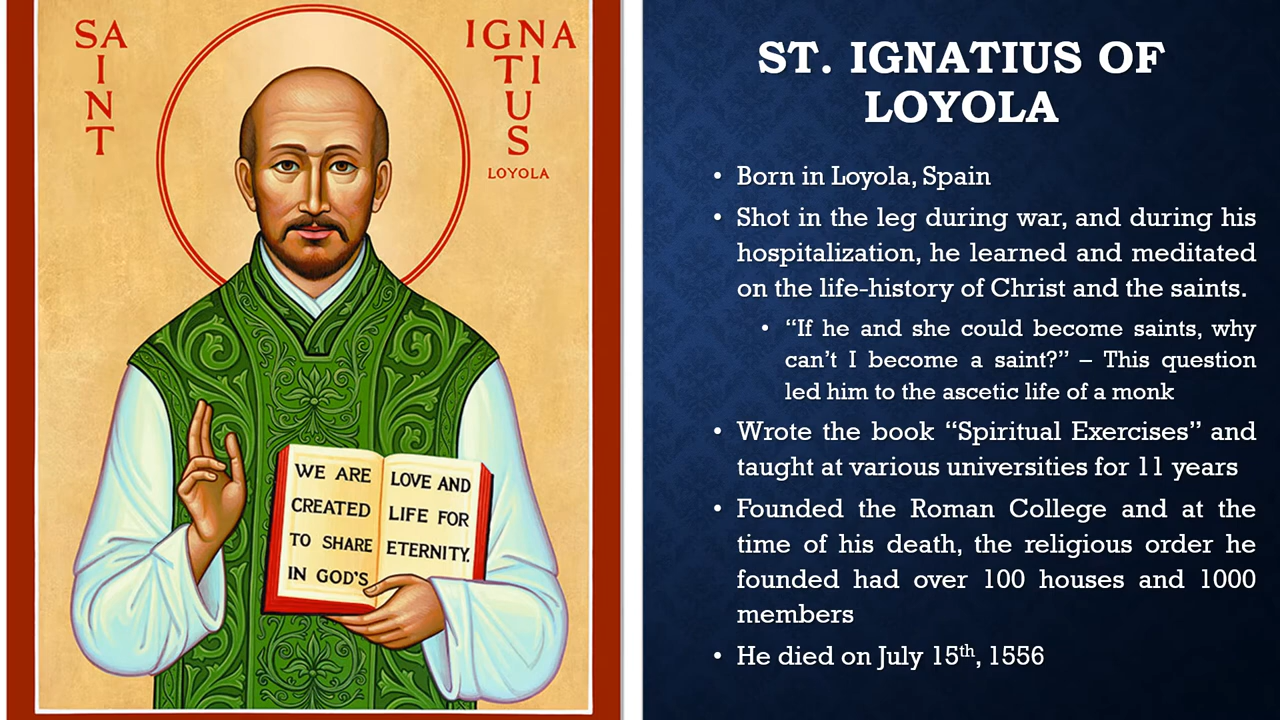 SA
I
N
T
IGNA
TI
U
S
LOYOLA
WE ARE
CREATED
TO SHARE
IN GOD'S
LOVE AND
LIFE FOR
ETERNITY.
ST. IGNATIUS OF
LOYOLA
• Born in Loyola, Spain
• Shot in the leg during war, and during his
hospitalization, he learned and meditated
on the life-history of Christ and the saints.
• “If he and she could become saints, why
can’t I become a saint?” – This question
led him to the ascetic life of a monk
• Wrote the book “Spiritual Exercises” and
taught at various universities for 11 years
• Founded the Roman College and at the
time of his death, the religious order he
founded had over 100 houses and 1000
members
• He died on July 15th, 1556